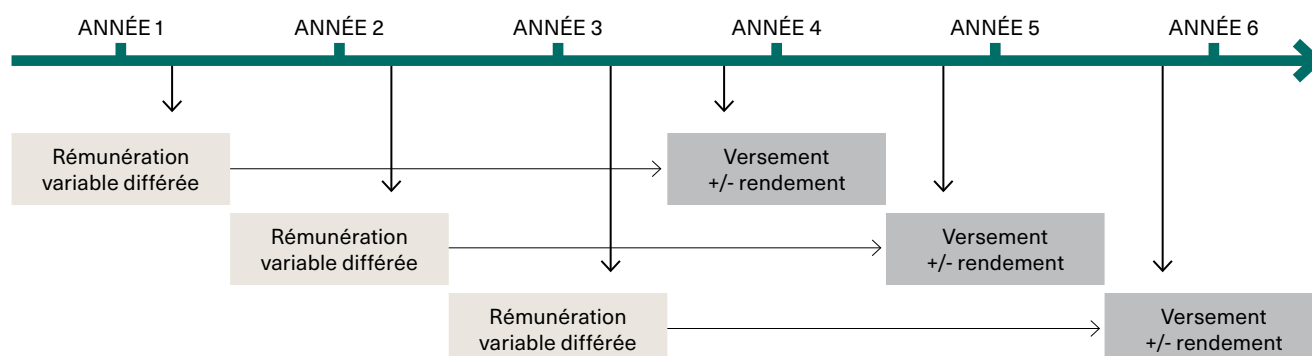 ANNÉE 1
ANNÉE 2
ANNÉE 3
ANNÉE 4
ANNÉE 5
ANNÉE 6
Rémunération
variable différée
Versement
+/- rendement
Rémunération
variable différée
Versement
+/- rendement
Rémunération
variable différée
Versement
+/- rendement